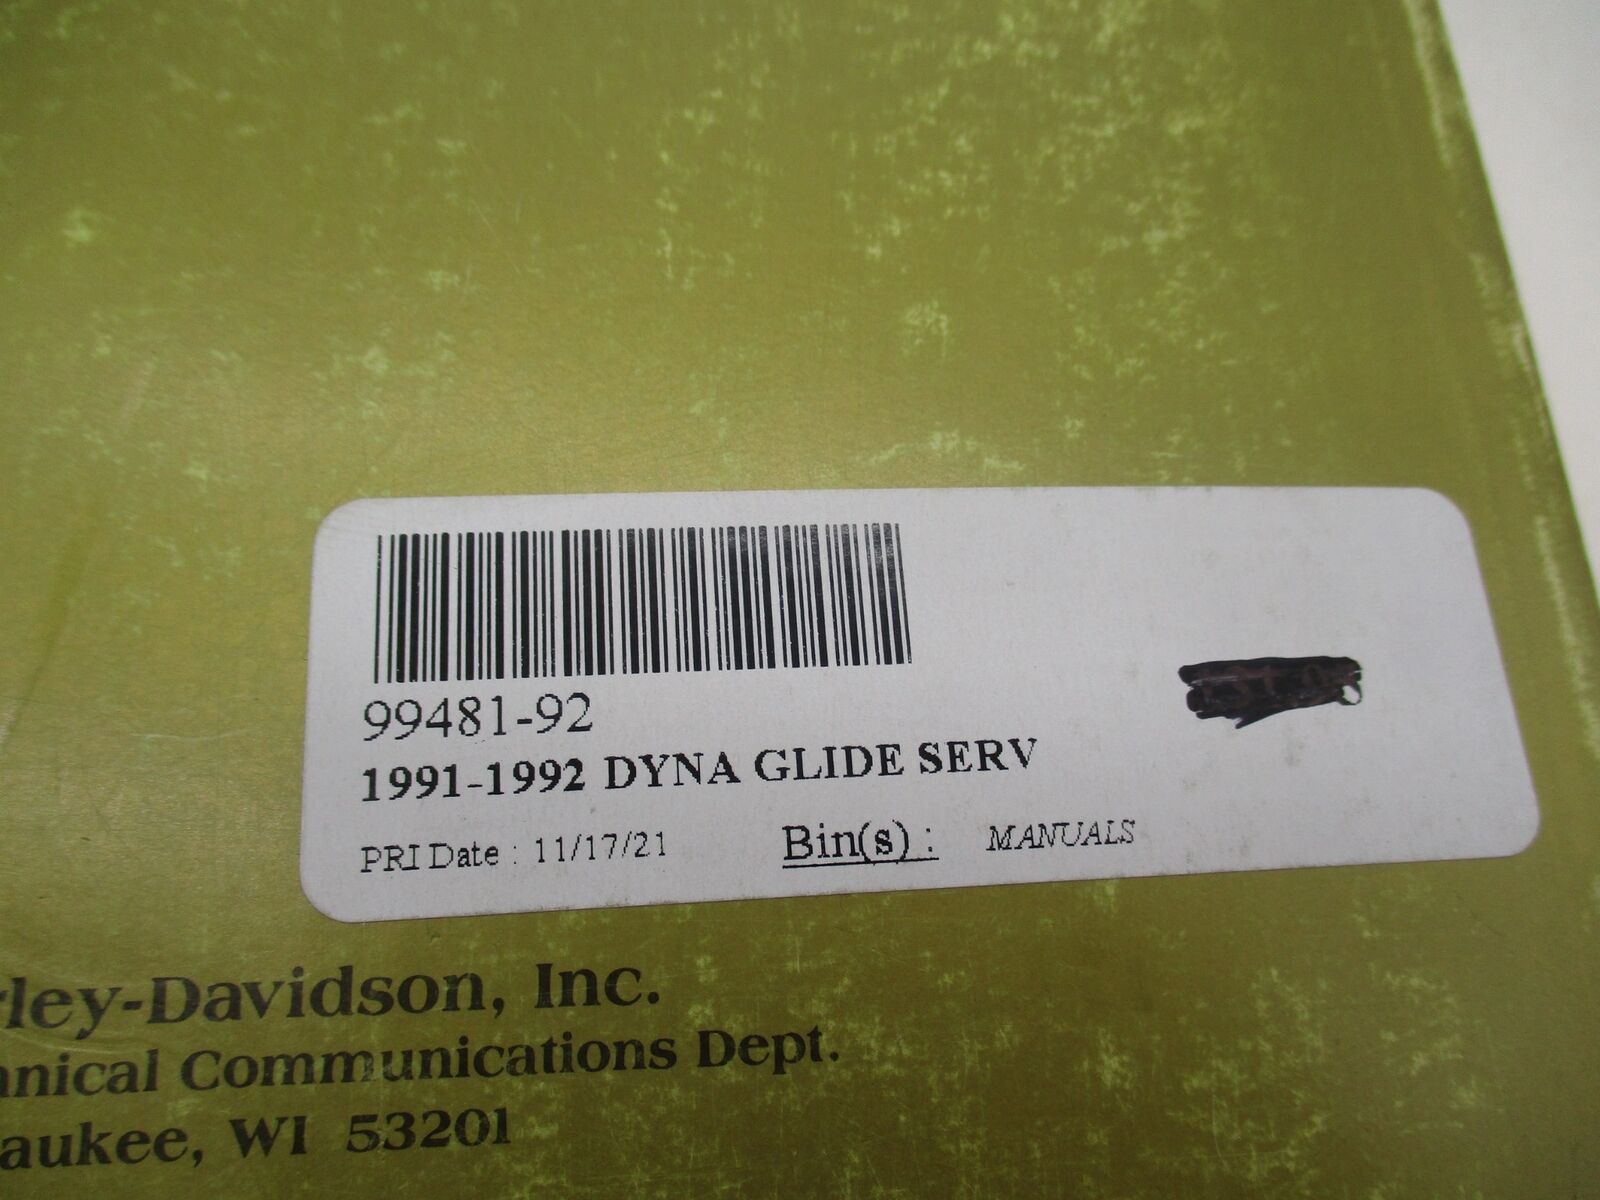 99481-92
1991-1992 DYNA GLIDE SERV
PRI Date : 11/17/21 Bin(s) : MANUALS
rley-Davidson, Inc.
nnical Communications Dept.
aukee, WI 53201